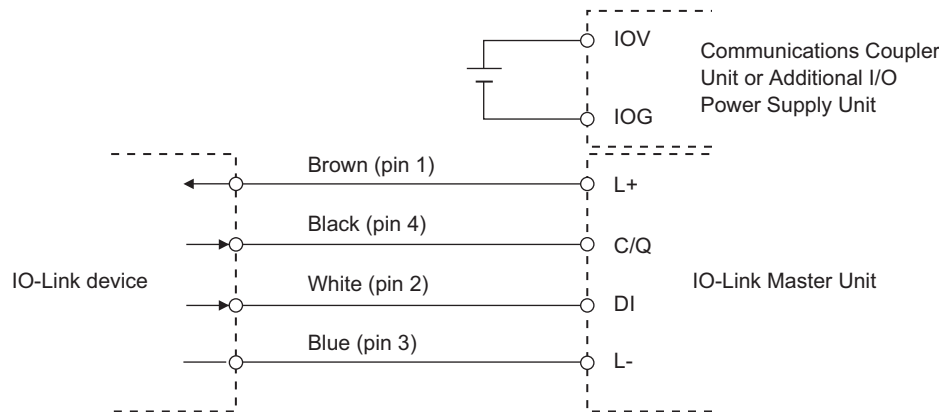 IOV
Communications Coupler
Unit or Additional I/O
Power Supply Unit
IOG
Brown (pin 1)
L+
Black (pin 4)
C/Q
IO-Link device
White (pin 2)
DI
IO-Link Master Unit
Blue (pin 3)
L-